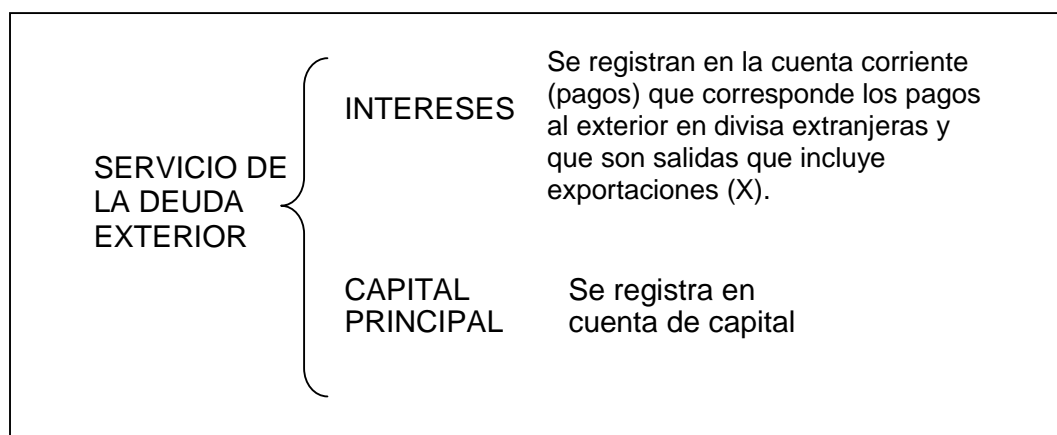 SERVICIO DE
LA DEUDA
EXTERIOR
INTERESES
Se registran en la cuenta corriente
(pagos) que corresponde los pagos
al exterior en divisa extranjeras y
que son salidas que incluye
exportaciones (X).
CAPITAL
PRINCIPAL
Se registra en
cuenta de capital